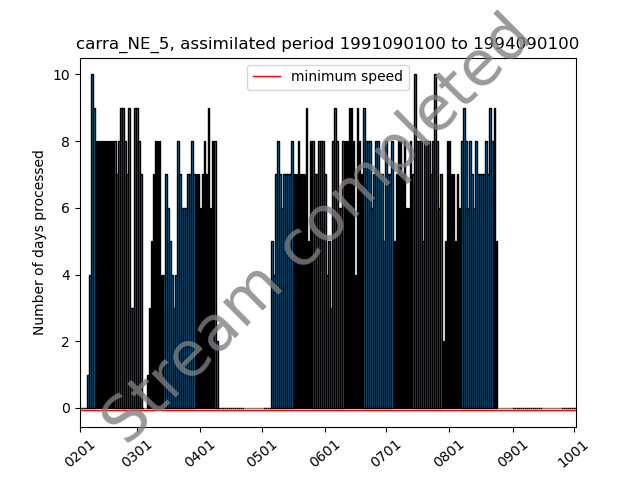 carra_NE_5, assimilated period 1991090100 to 1994090100
minimum speed
Number of days processed
10
8
6
4
2
0
0201 0301 0401 0501 0601 0701 0801 0901 1001
Stream completed